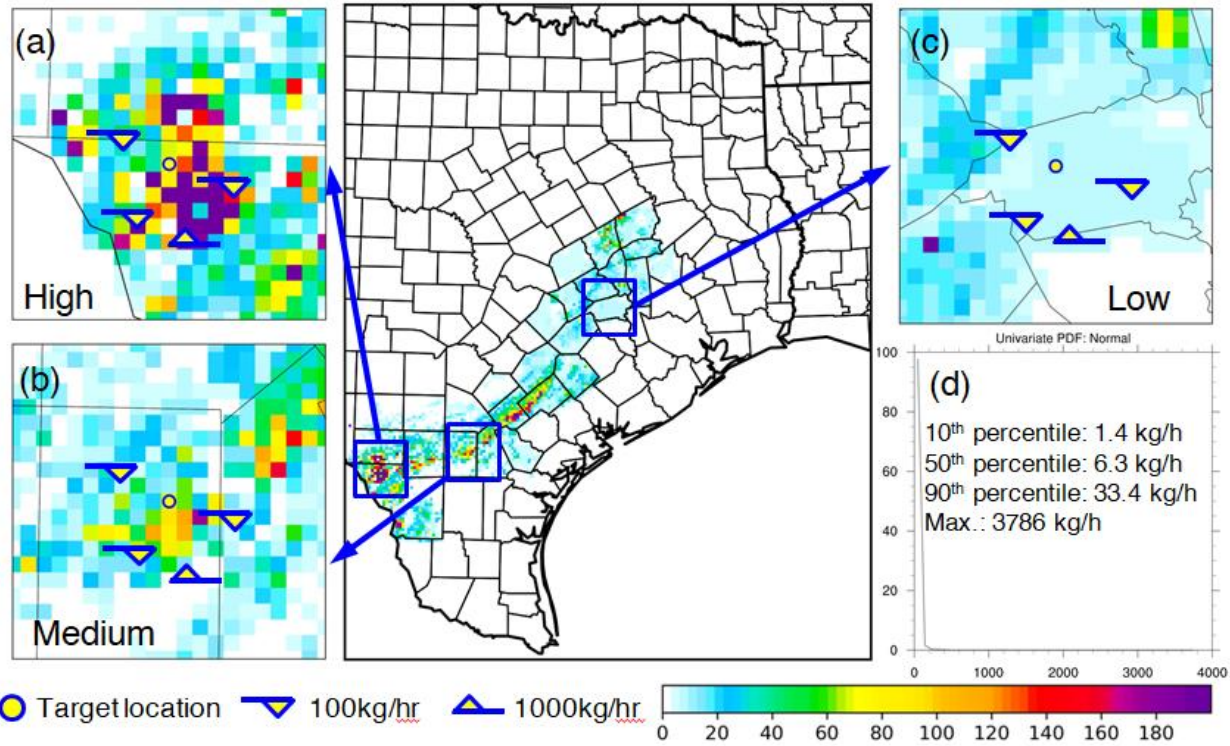 (a)
High
(b)
Medium
(c)
Low
Univariate PDF: Normal
(d)
10th percentile: 1.4 kg/h
50th percentile: 6.3 kg/h
90th percentile: 33.4 kg/h
Max.: 3786 kg/h
100
80
60
40
20
0
0 1000 2000 3000 4000
Target location 100kg/hr 1000kg/hr
0 20 40 60 80 100 120 140 160 180